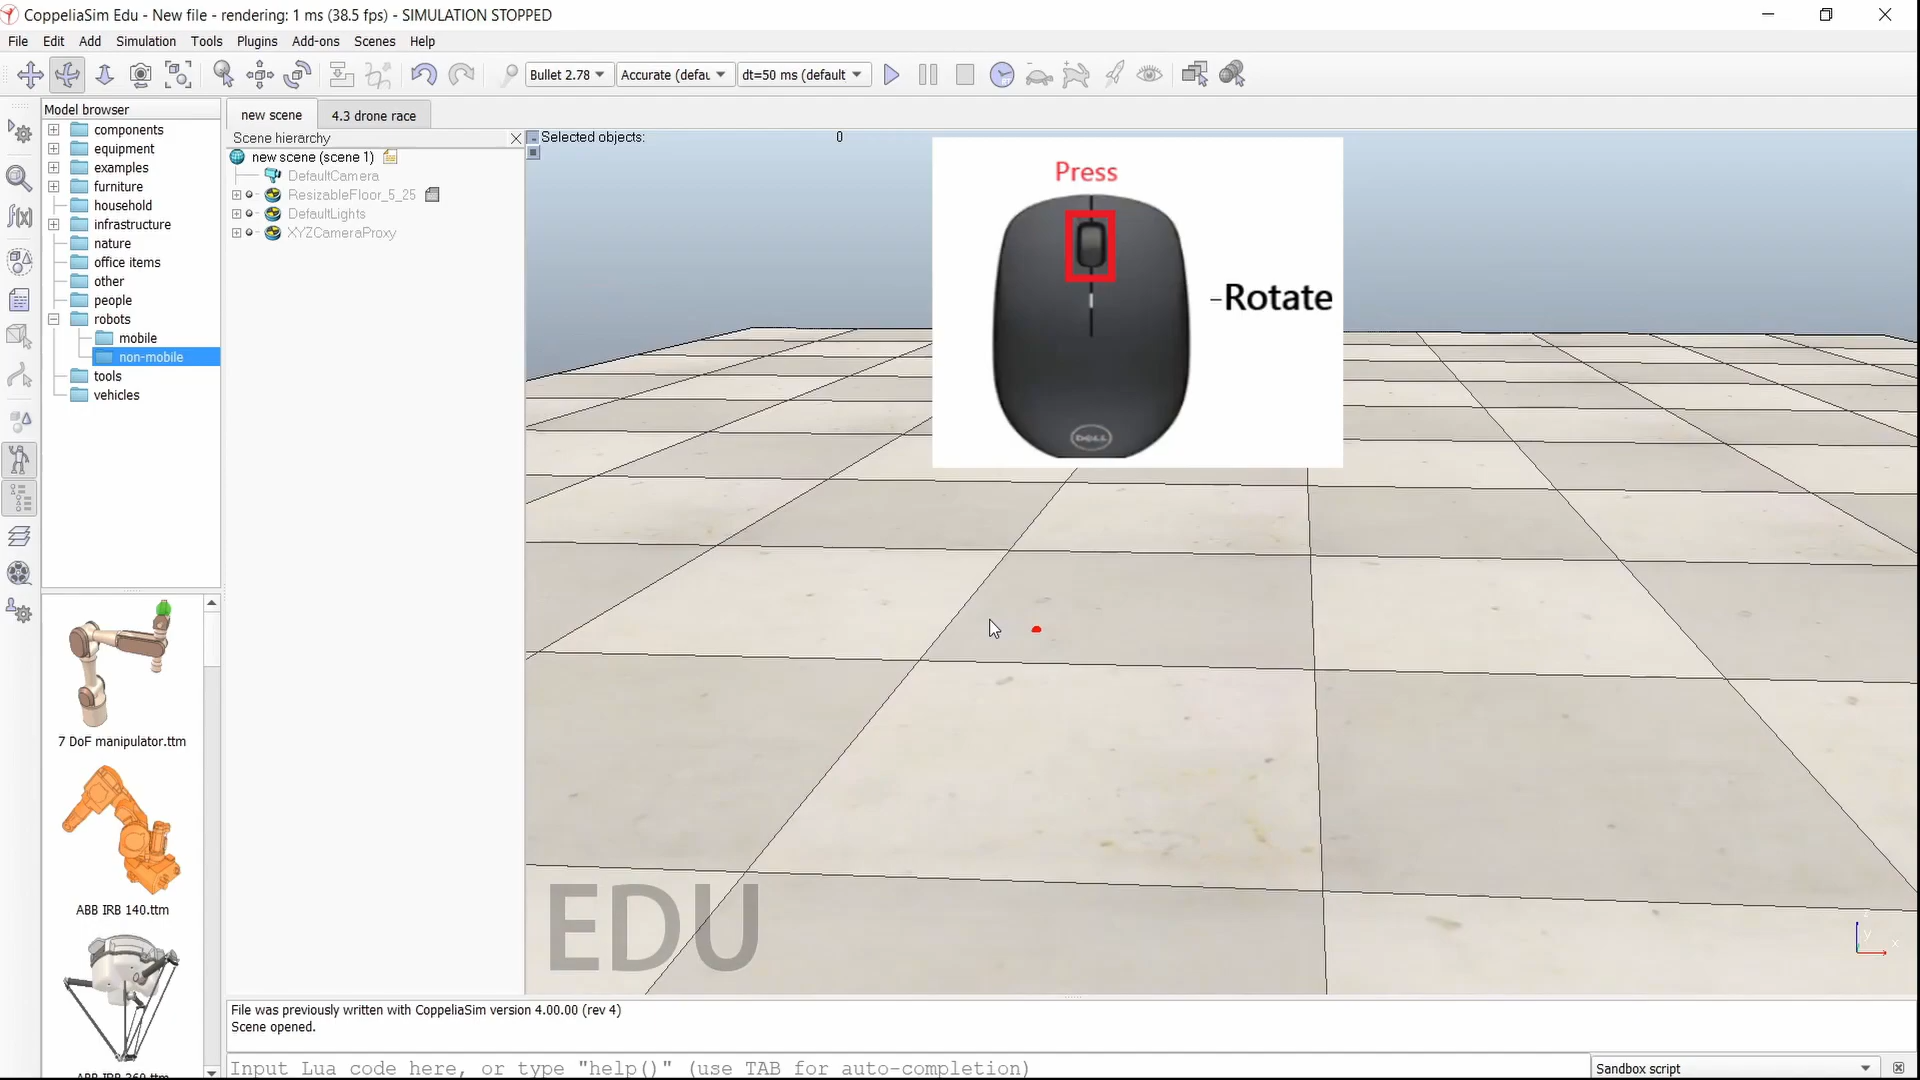 CoppeliaSim Edu - New file - rendering: 1 ms (38.5 fps) - SIMULATION STOPPED
File Edit Add Simulation Tools Plugins Add-ons Scenes Help
Bullet 2.78 Accurate (defau dt=50 ms (default
f(x)
Model browser
components
equipment
examples
furniture
household
infrastructure
nature
office items
other
people
robots
mobile
non-mobile
tools
vehicles
7 DoF manipulator.ttm
ABB IRB 140.ttm
ABB IRB 360.ttm
new scene 4.3 drone race
Scene hierarchy
new scene (scene 1)
DefaultCamera
ResizableFloor_5_25
DefaultLights
XYZCameraProxy
Selected objects: 0
Press
-Rotate
DELL
EDU
z
y
x
File was previously written with CoppeliaSim version 4.00.00 (rev 4)
Scene opened.
Input Lua code here, or type "help()" (use TAB for auto-completion)
Sandbox script